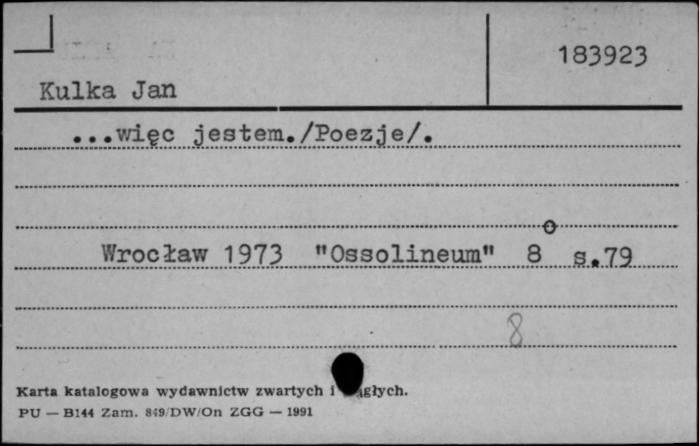 183923
Kulka Jan
...więc jestem./Poezje/.
Wrocław 1973 "Ossolineum" 8° s.79
8
Karta katalogowa wydawnictw zwartych i
PU — B144 Zam. 849/DW/On ZGG — 1991